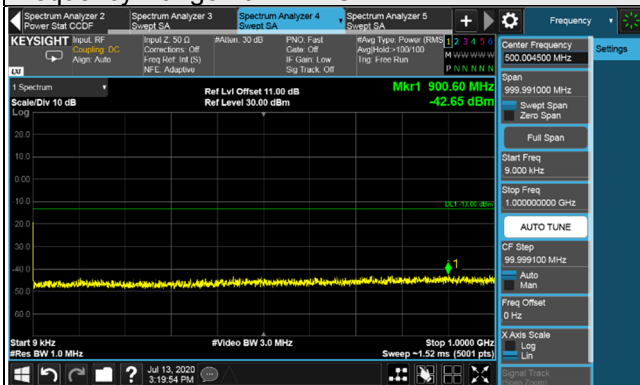 Spectrum Analyzer 2
Power Stat CCDF
Spectrum Analyzer 3
Swept SA
Spectrum Analyzer 4
Swept SA
Spectrum Analyzer 5
Swept SA
Frequency
KEYSIGHT
Input: RF
Coupling: DC
Align: Auto
Input Z: 50 Ω
Corrections: Off
Freq Ref: Int (S)
NFE: Adaptive
#Atten: 30 dB
PNO: Fast
Gate: Off
IF Gain: Low
Sig Track: Off
#Avg Type: Power (RMS)
Avg|Hold:>100/100
Trig: Free Run
1 2 3 4 5 6
M W W W W W
P N N N N N
LXI
1 Spectrum
Scale/Div 10 dB
Log
Ref Lvl Offset 11.00 dB
Ref Level 30.00 dBm
Mkr1 900.60 MHz
-42.65 dBm
20.0
10.0
0.00
10.0
DL1 -13.00 dBm
20.0
30.0
-40.0
50.0
60.0
1
Start 9 kHz
#Res BW 1.0 MHz
#Video BW 3.0 MHz
Stop 1.0000 GHz
Sweep ~1.52 ms (5001 pts)
Center Frequency
500.004500 MHz
Settings
Span
999.991000 MHz
Swept Span
Zero Span
Full Span
Start Freq
9.000 kHz
Stop Freq
1.000000000 GHz
AUTO TUNE
CF Step
99.999100 MHz
Auto
Man
Freq Offset
0 Hz
X Axis Scale
Log
Lin
Signal Track
(Span Zoom)
?
Jul 13, 2020
3:19:54 PM